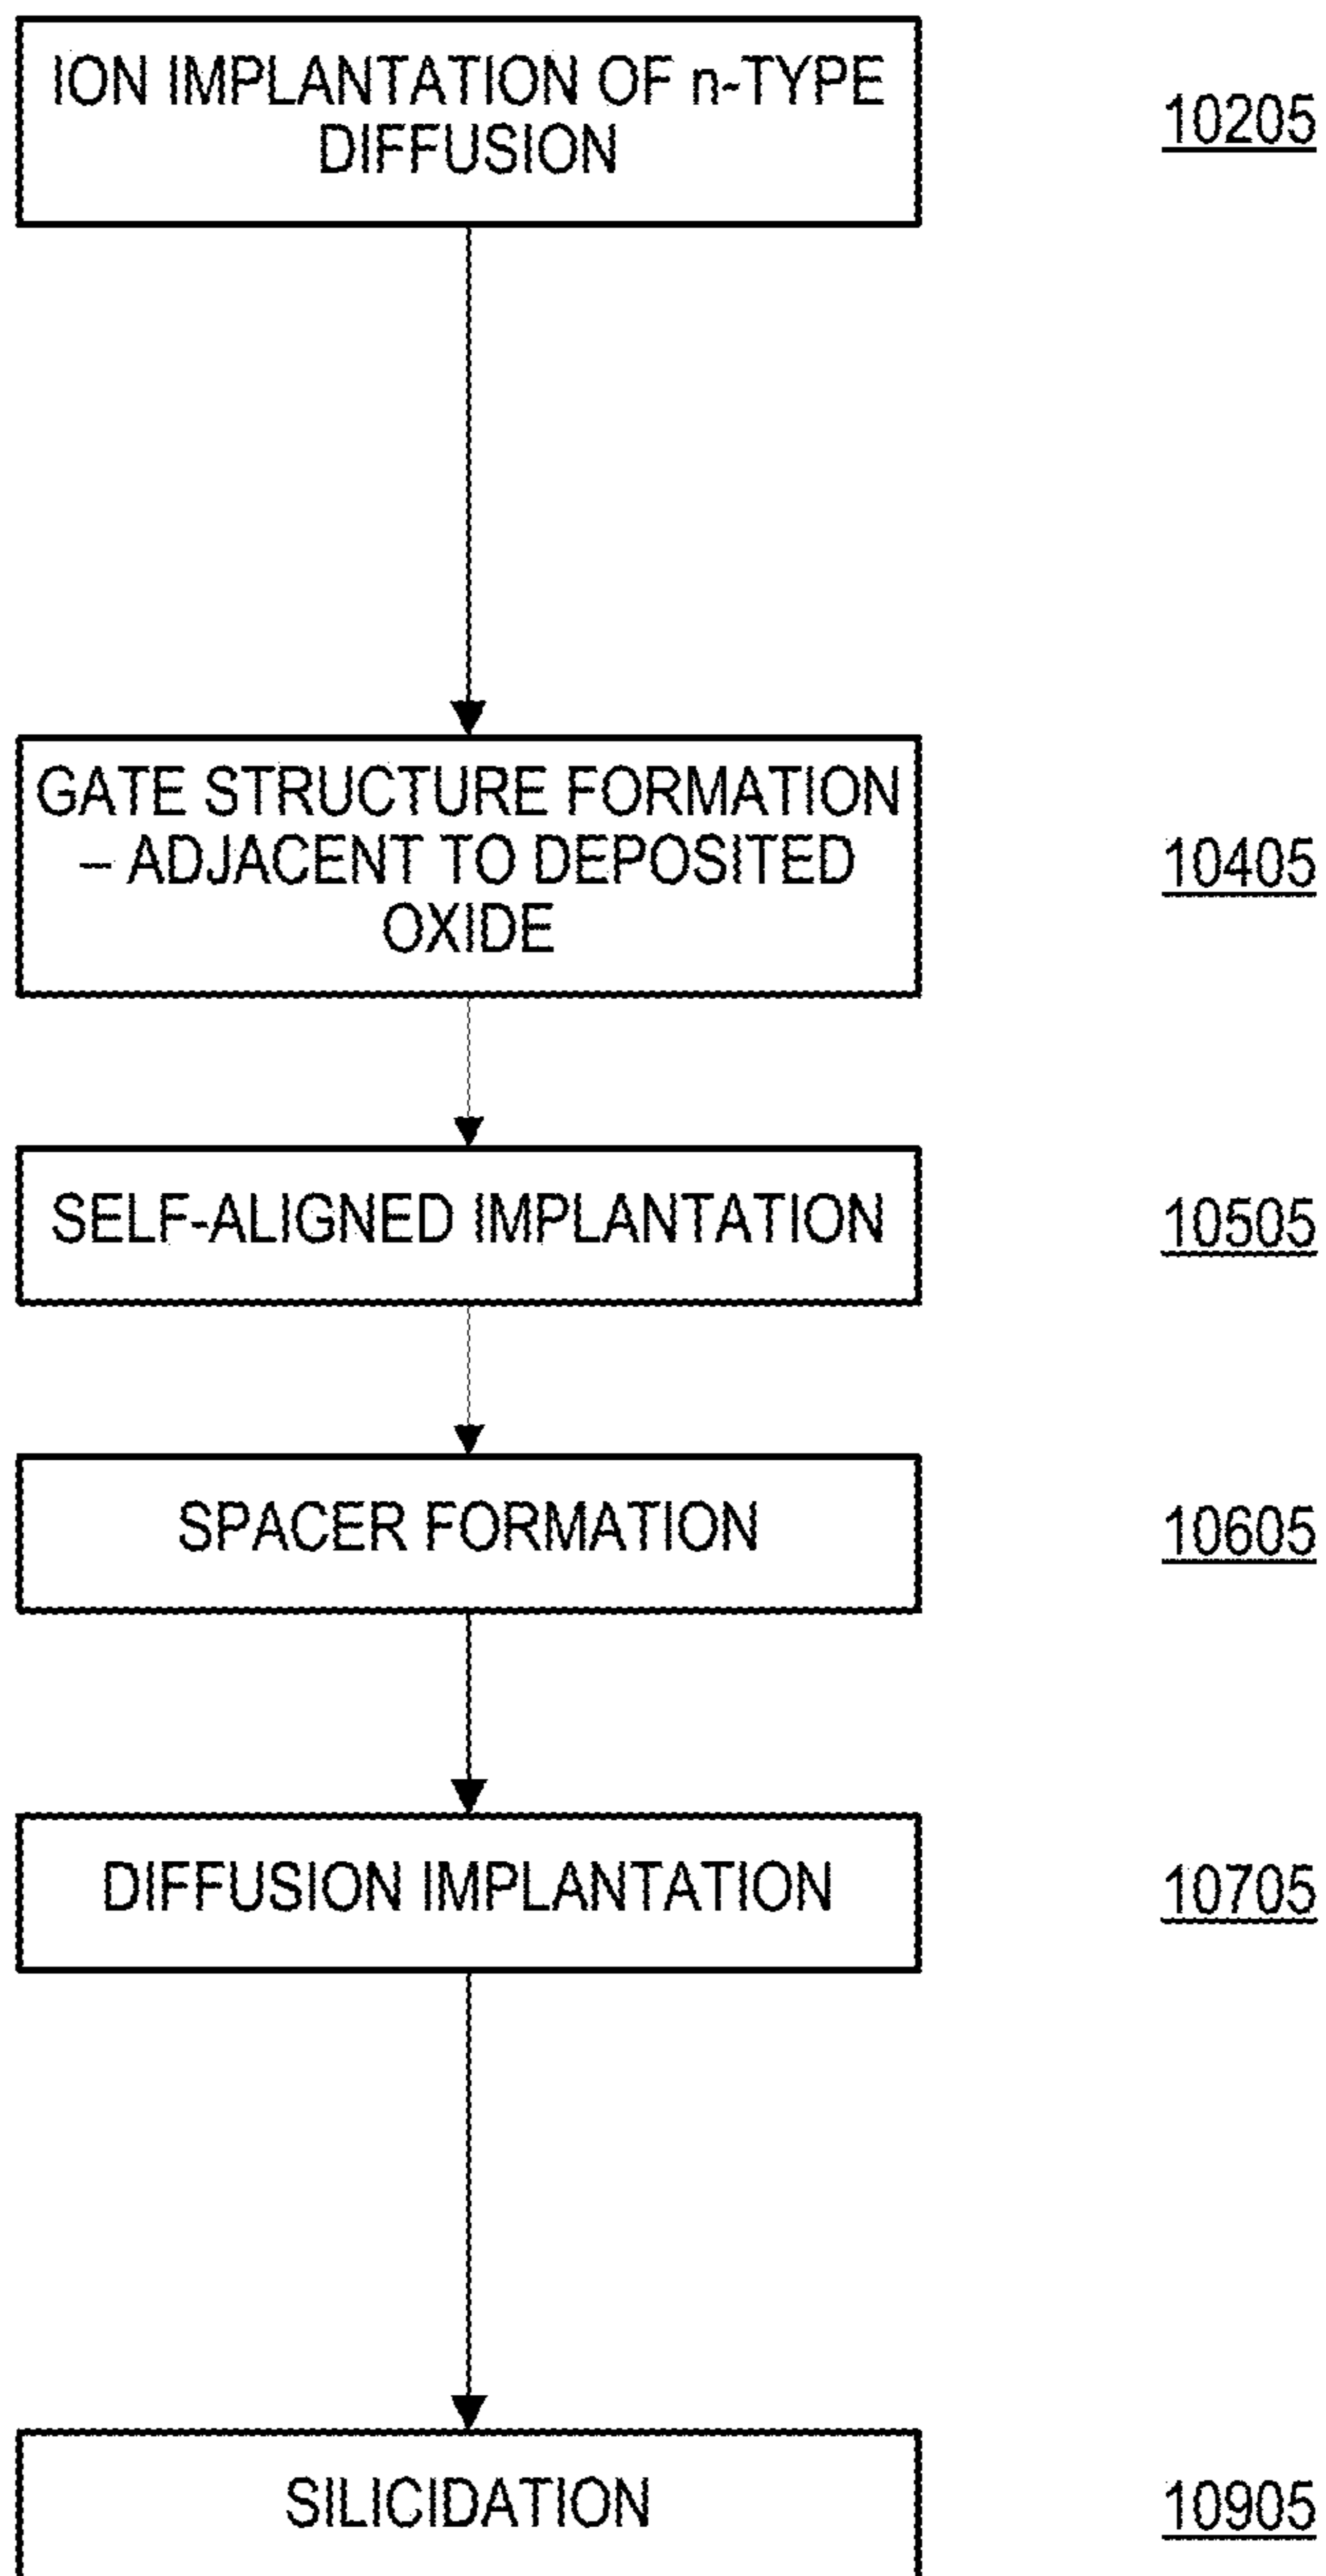 ION IMPLANTATION OF n-TYPE
DIFFUSION
10205
GATE STRUCTURE FORMATION
– ADJACENT TO DEPOSITED
OXIDE
10405
SELF-ALIGNED IMPLANTATION
10505
SPACER FORMATION
10605
DIFFUSION IMPLANTATION
10705
SILICIDATION
10905